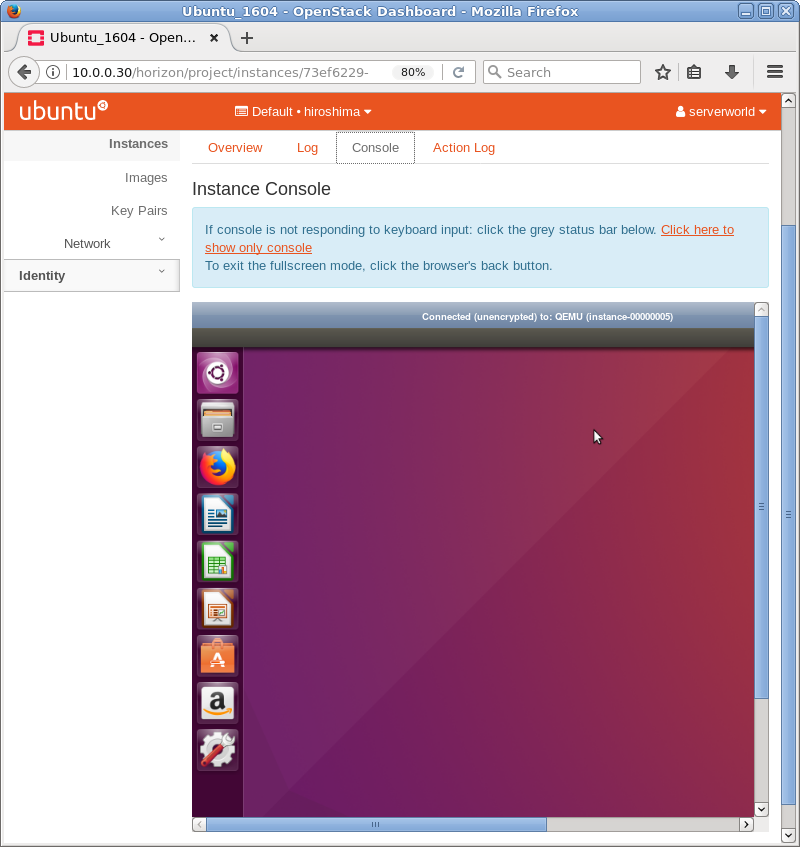 Ubuntu_1604 - OpenStack Dashboard - Mozilla Firefox
Ubuntu_1604 - Open...
10.0.0.30/horizon/project/instances/73ef6229-
80%
Search
ubuntu
Default • hiroshima
serverworld
Instances
Images
Key Pairs
Network
Identity
Overview
Log
Console
Action Log
Instance Console
If console is not responding to keyboard input: click the grey status bar below. Click here to
show only console
To exit the fullscreen mode, click the browser's back button.
Connected (unencrypted) to: QEMU (instance-00000005)
a